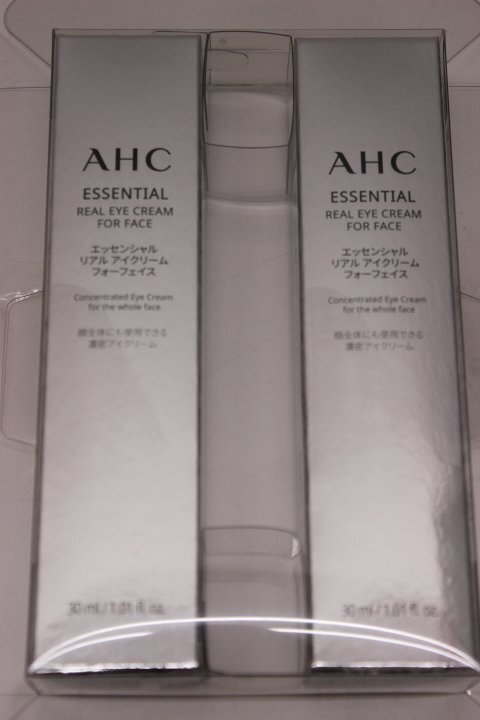 AHC
ESSENTIAL
REAL EYE CREAM
FOR FACE
エッセンシャル
リアル アイクリーム
フォーフェイス
Concentrated Eye Cream
for the whole face
顔全体にも使用できる
濃密アイクリーム
30 ml / 1.01 fl. oz.
AHC
ESSENTIAL
REAL EYE CREAM
FOR FACE
エッセンシャル
リアル アイクリーム
フォーフェイス
Concentrated Eye Cream
for the whole face
顔全体にも使用できる
濃密アイクリーム
30 ml / 1.01 fl. oz.